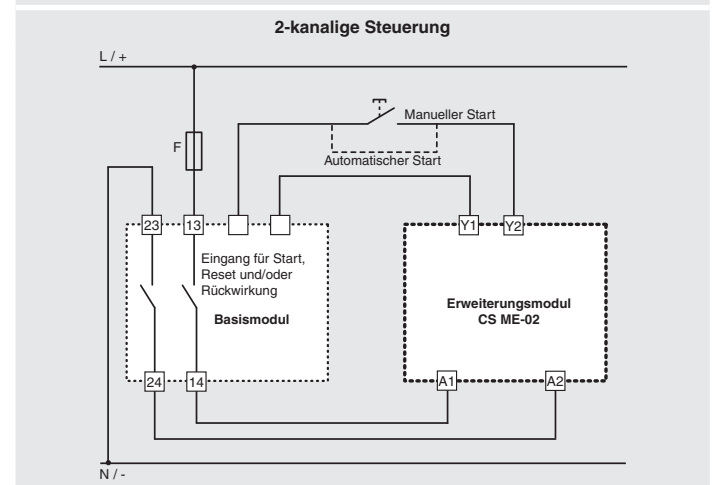 2-kanalige Steuerung
L / +
Manueller Start
F
Automatischer Start
23
13
Y1
Y2
Eingang für Start,
Reset und/oder
Rückwirkung
Basismodul
Erweiterungsmodul
CS ME-02
24
14
A1
A2
N / -